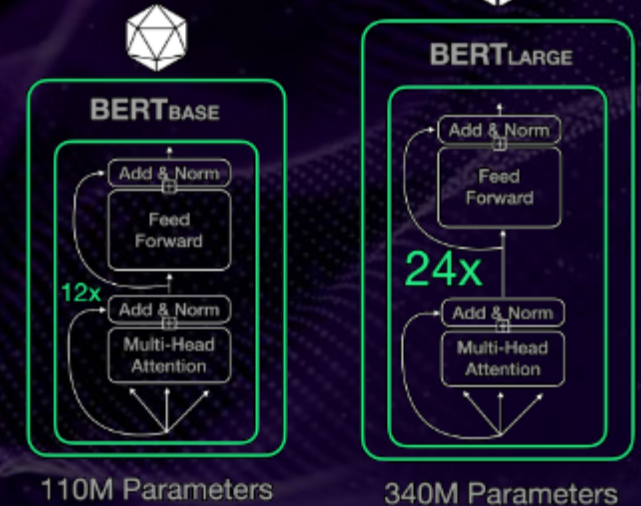 BERTBASE
Add & Norm
Feed
Forward
12x
Add & Norm
Multi-Head
Attention
110M Parameters
BERTLARGE
Add & Norm
Feed
Forward
24x
Add & Norm
Multi-Head
Attention
340M Parameters